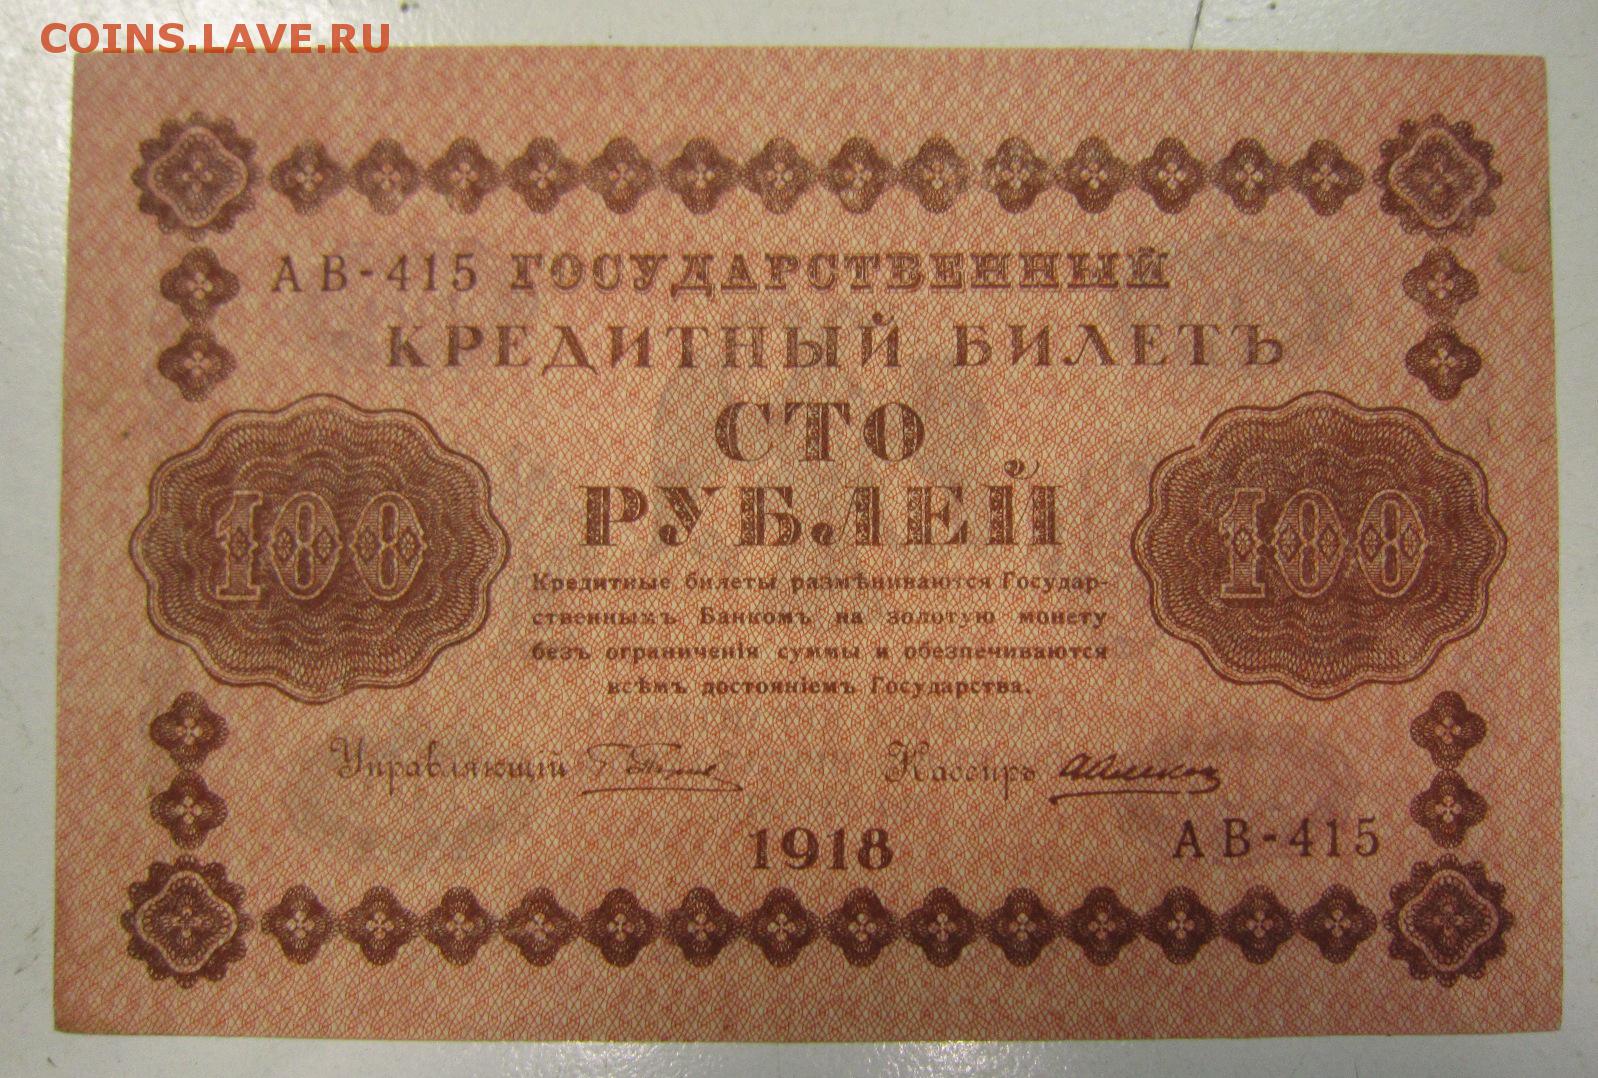 COINS.LAVE.RU
АВ-415 ГОСУДАРСТВЕННЫЙ
КРЕДИТНЫЙ БИЛЕТЪ
СТО
РУБЛЕЙ
100 100
Кредитные билеты размѣниваются Государ-
ственнымъ Банкомъ на золотую монету
безъ ограниченія суммы и обезпечиваются
всѣмъ достояніемъ Государства.
Управляющій Кассиръ
1918 АВ-415